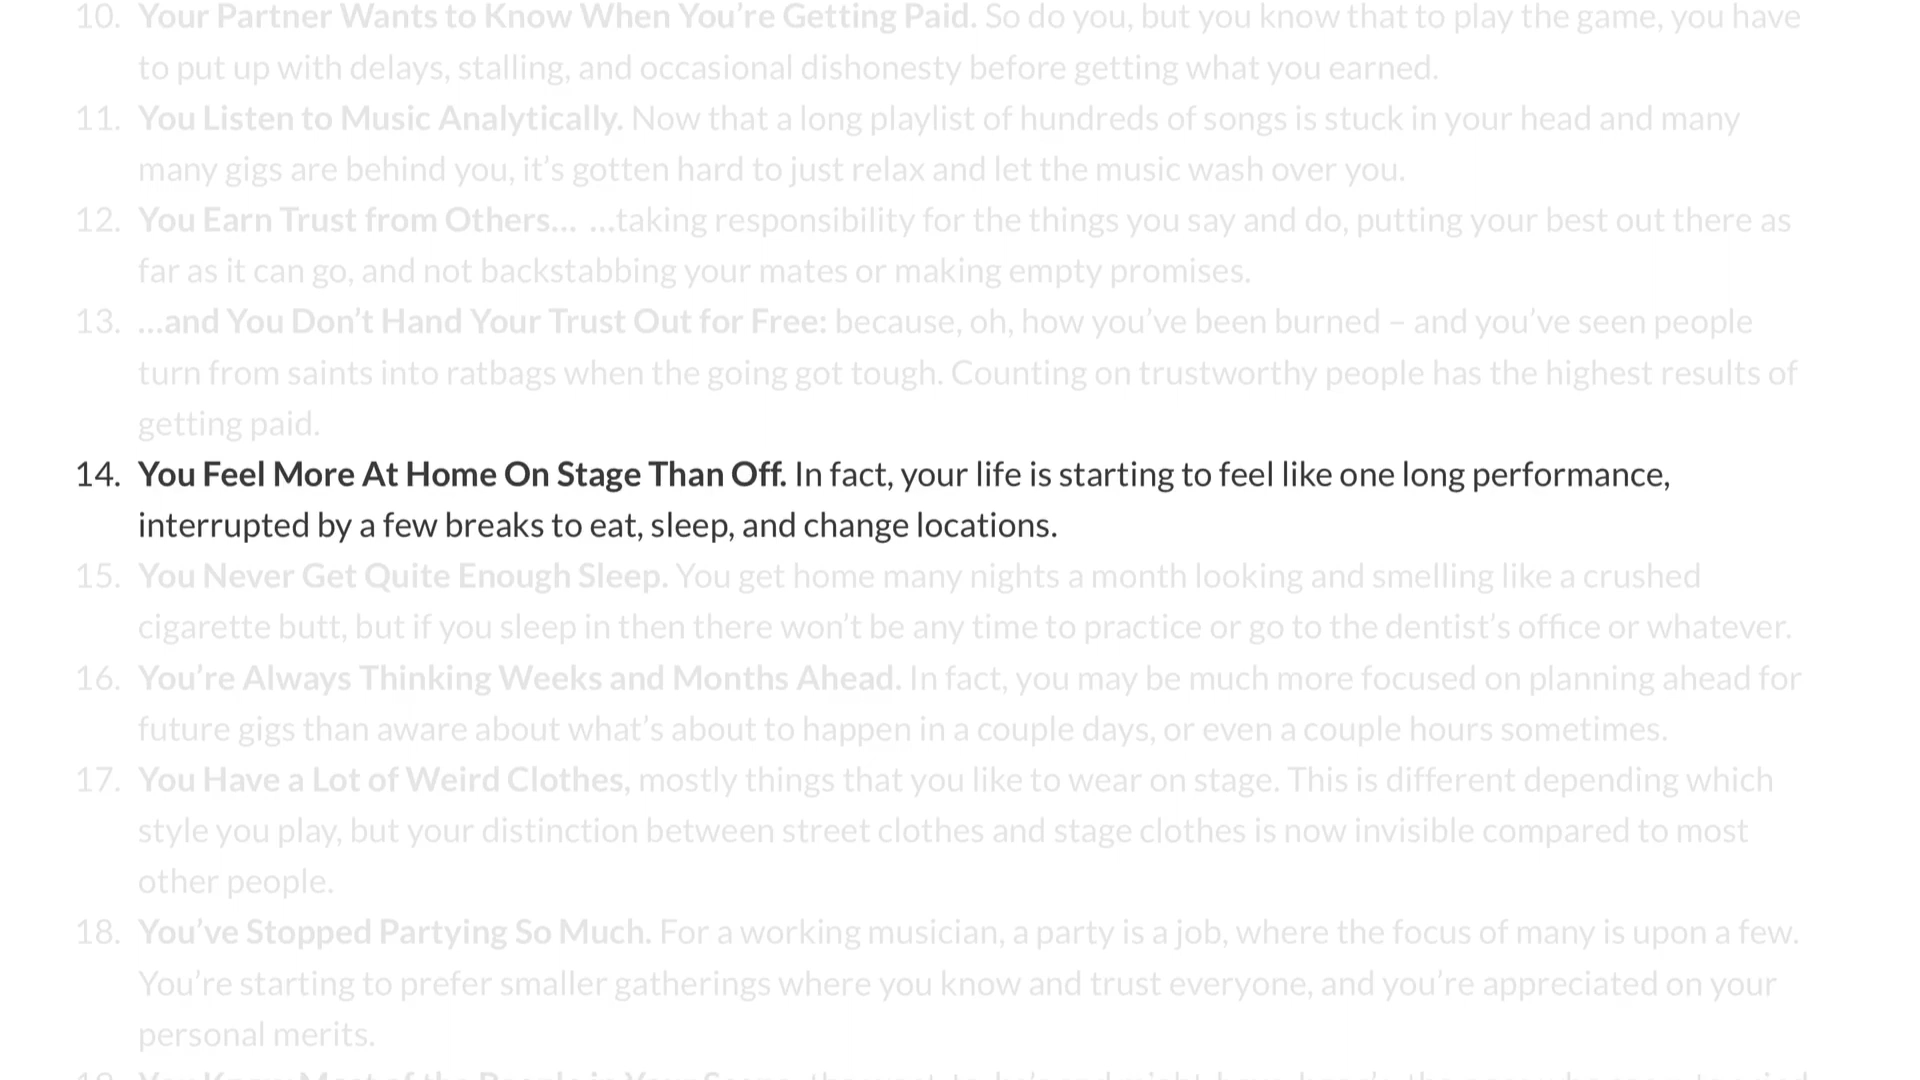 10. Your Partner Wants to Know When You’re Getting Paid. So do you, but you know that to play the game, you have
to put up with delays, stalling, and occasional dishonesty before getting what you earned.
11. You Listen to Music Analytically. Now that a long playlist of hundreds of songs is stuck in your head and many
many gigs are behind you, it’s gotten hard to just relax and let the music wash over you.
12. You Earn Trust from Others… …taking responsibility for the things you say and do, putting your best out there as
far as it can go, and not backstabbing your mates or making empty promises.
13. …and You Don’t Hand Your Trust Out for Free: because, oh, how you’ve been burned – and you’ve seen people
turn from saints into ratbags when the going got tough. Counting on trustworthy people has the highest results of
getting paid.
14. You Feel More At Home On Stage Than Off. In fact, your life is starting to feel like one long performance,
interrupted by a few breaks to eat, sleep, and change locations.
15. You Never Get Quite Enough Sleep. You get home many nights a month looking and smelling like a crushed
cigarette butt, but if you sleep in then there won’t be any time to practice or go to the dentist’s office or whatever.
16. You’re Always Thinking Weeks and Months Ahead. In fact, you may be much more focused on planning ahead for
future gigs than aware about what’s about to happen in a couple days, or even a couple hours sometimes.
17. You Have a Lot of Weird Clothes, mostly things that you like to wear on stage. This is different depending which
style you play, but your distinction between street clothes and stage clothes is now invisible compared to most
other people.
18. You’ve Stopped Partying So Much. For a working musician, a party is a job, where the focus of many is upon a few.
You’re starting to prefer smaller gatherings where you know and trust everyone, and you’re appreciated on your
personal merits.
19. You Know Most of the People in Your Scene,